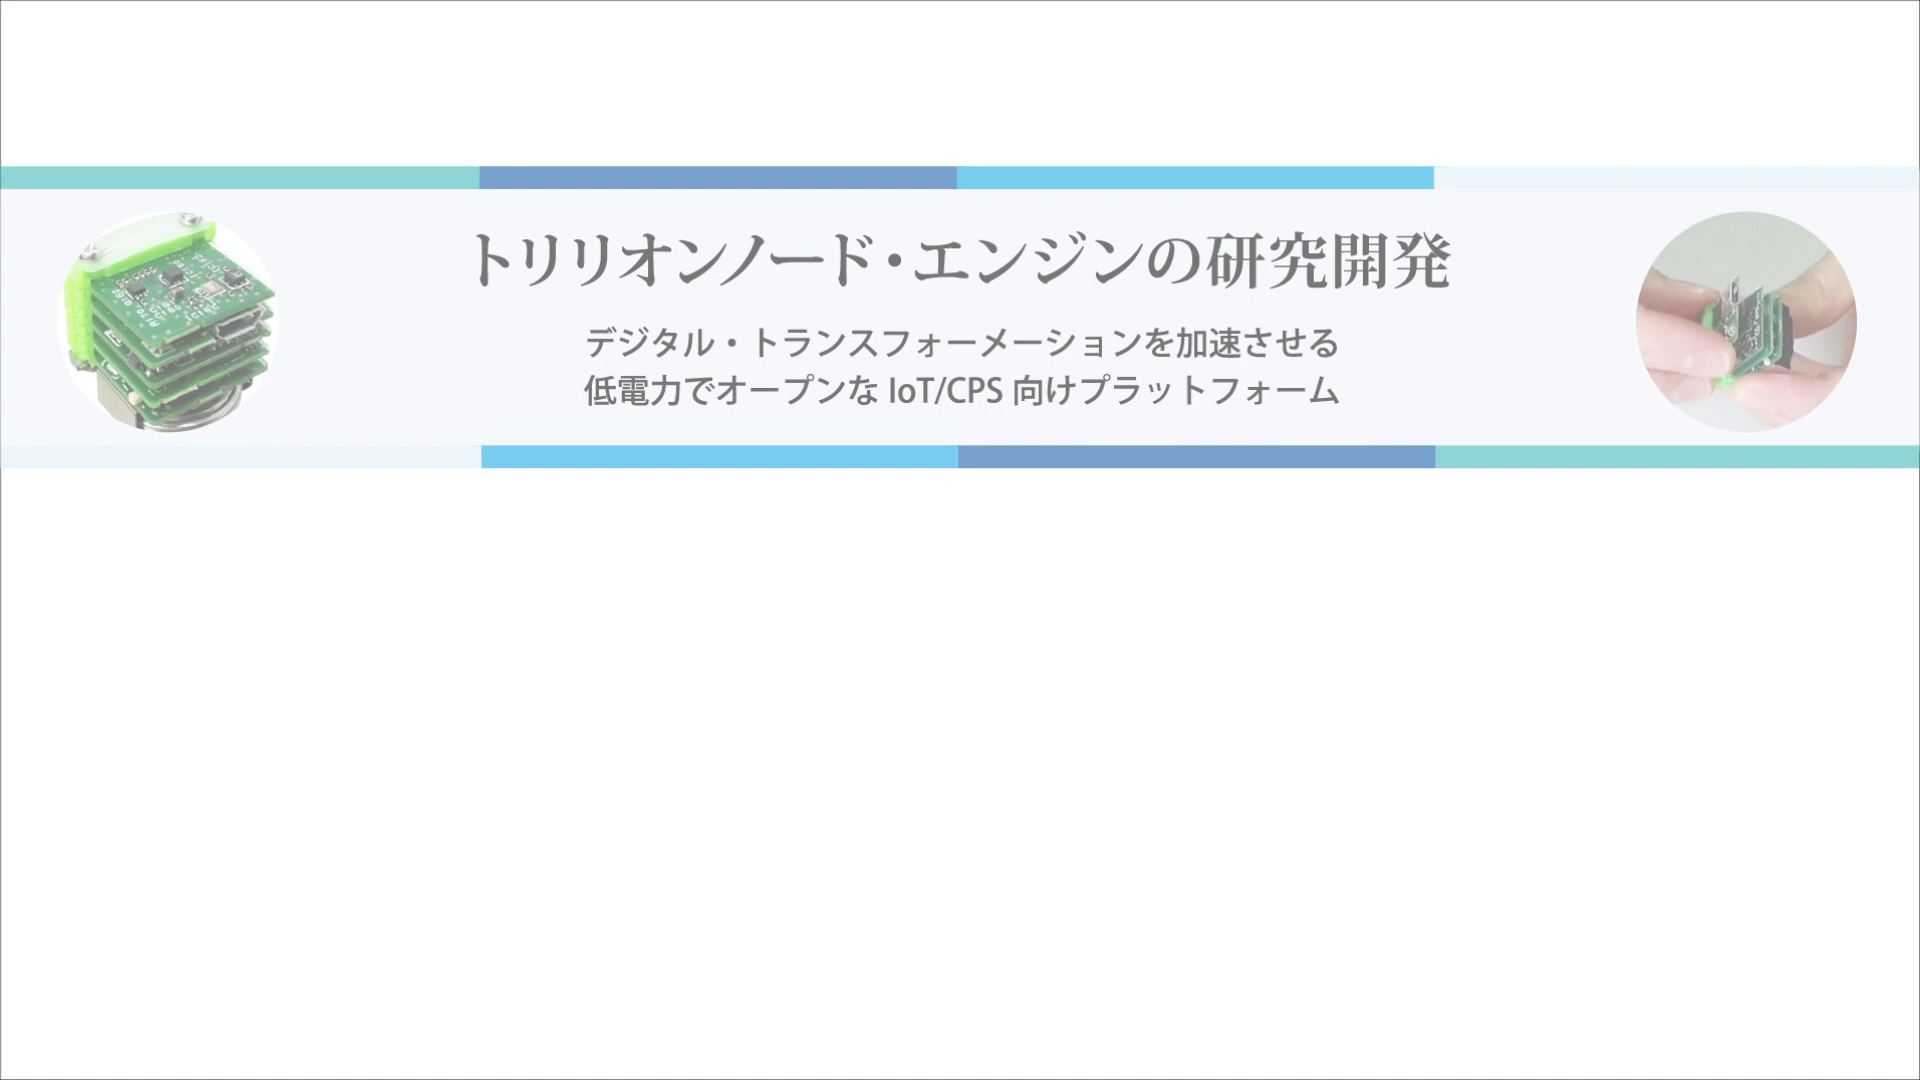 トリリオンノード・エンジンの研究開発
デジタル・トランスフォーメーションを加速させる
低電力でオープンな IoT/CPS 向けプラットフォーム